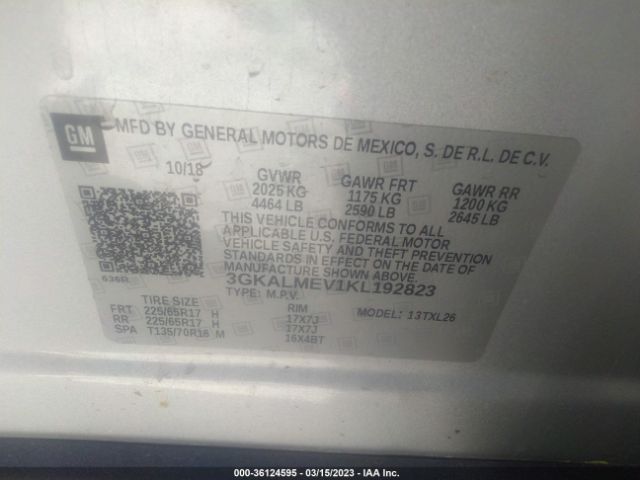 GM MFD BY GENERAL MOTORS DE MEXICO, S. DE R.L. DE C.V.
10/18 GVWR GAWR FRT GAWR RR
2025 KG 1175 KG 1200 KG
4464 LB 2590 LB 2645 LB
THIS VEHICLE CONFORMS TO ALL
APPLICABLE U.S. FEDERAL MOTOR
VEHICLE SAFETY AND THEFT PREVENTION
STANDARDS IN EFFECT ON THE DATE OF
MANUFACTURE SHOWN ABOVE.
636R 3GKALMEV1KL192823
TYPE: M.P.V. MODEL: 13TXL26
TIRE SIZE RIM
FRT 225/65R17 H 17X7J
RR 225/65R17 H 17X7J
SPA T135/70R16 M 16X4BT
000-36124595 - 03/15/2023 - IAA Inc.